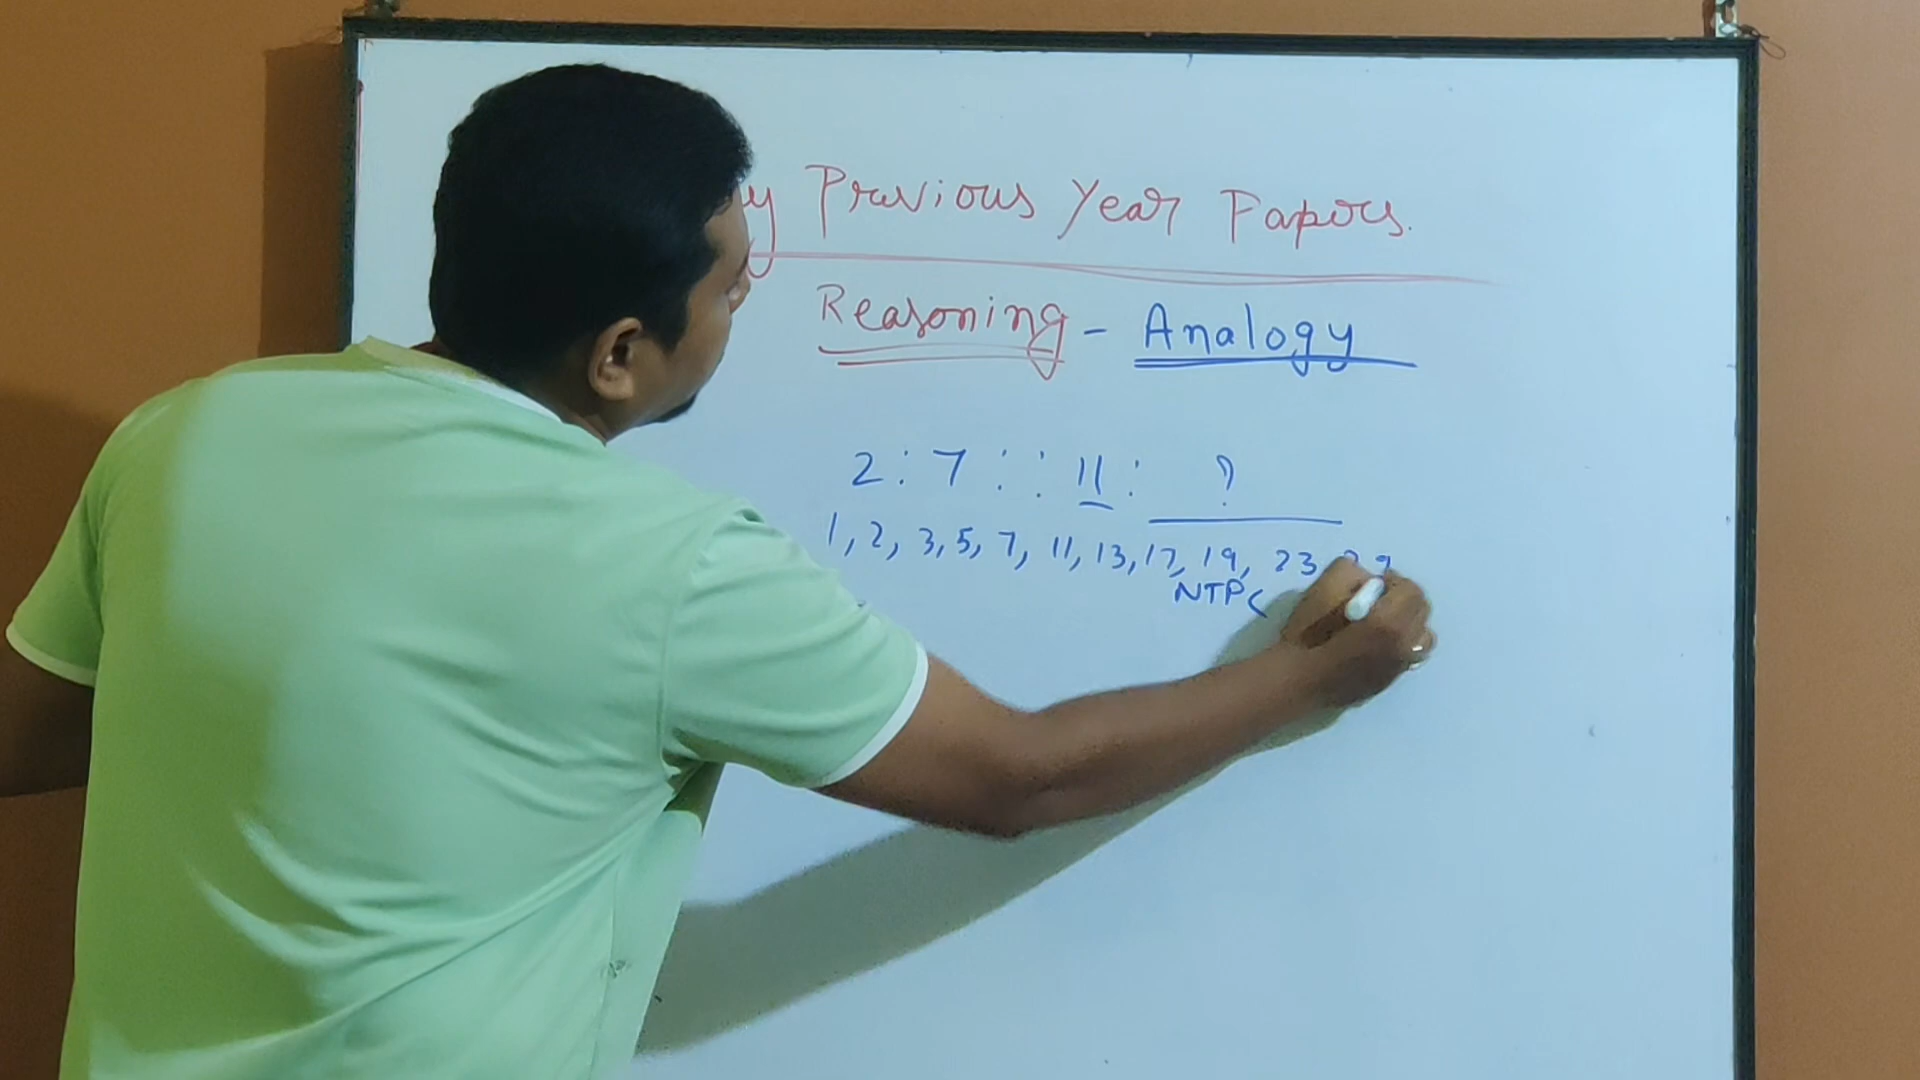 y Previous Year Papers.
Reasoning - Analogy
2 : 7 : : 11 : ?
1, 2, 3, 5, 7, 11, 13, 17, 19, 23
NTPC